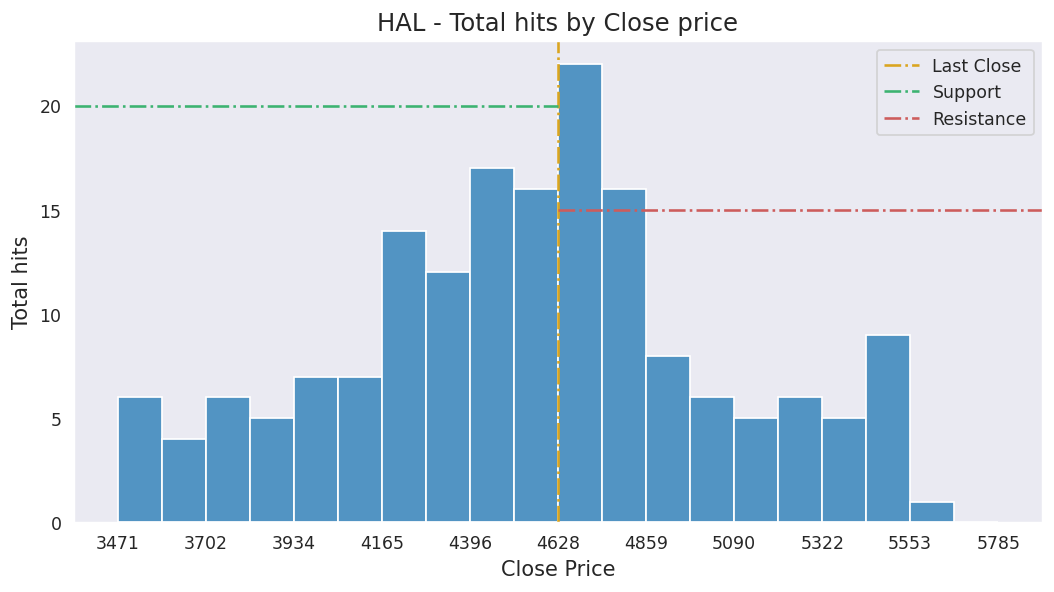 HAL - Total hits by Close price
Last Close
Support
Resistance
Total hits
20
15
10
5
0
3471 3702 3934 4165 4396 4628 4859 5090 5322 5553 5785
Close Price